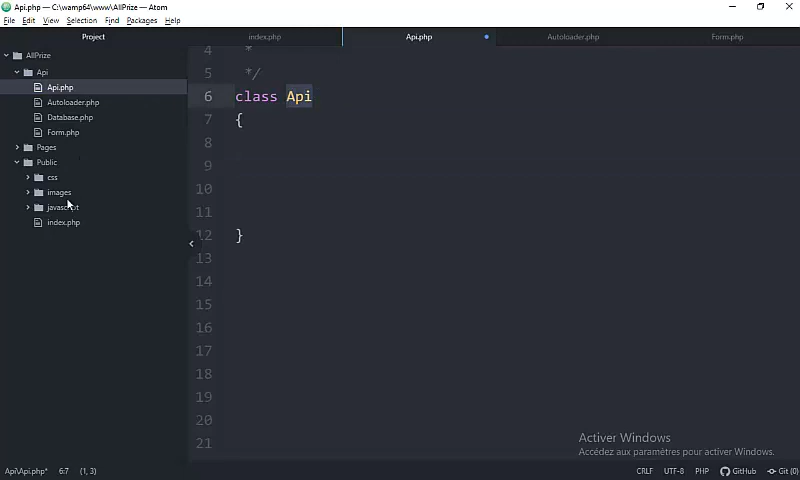 Api.php — C:\wamp64\www\AllPrize — Atom
File Edit View Selection Find Packages Help
Project
index.php Api.php Autoloader.php Form.php
AllPrize
Api
Api.php
Autoloader.php
Database.php
Form.php
Pages
Public
css
images
javascript
index.php
4 *
5 */
6 class Api
7 {
8
9
10
11
12 }
13
14
15
16
17
18
19
20
21
Activer Windows
Accédez aux paramètres pour activer Windows.
Api\Api.php* 6:7 (1, 3) CRLF UTF-8 PHP GitHub Git (0)